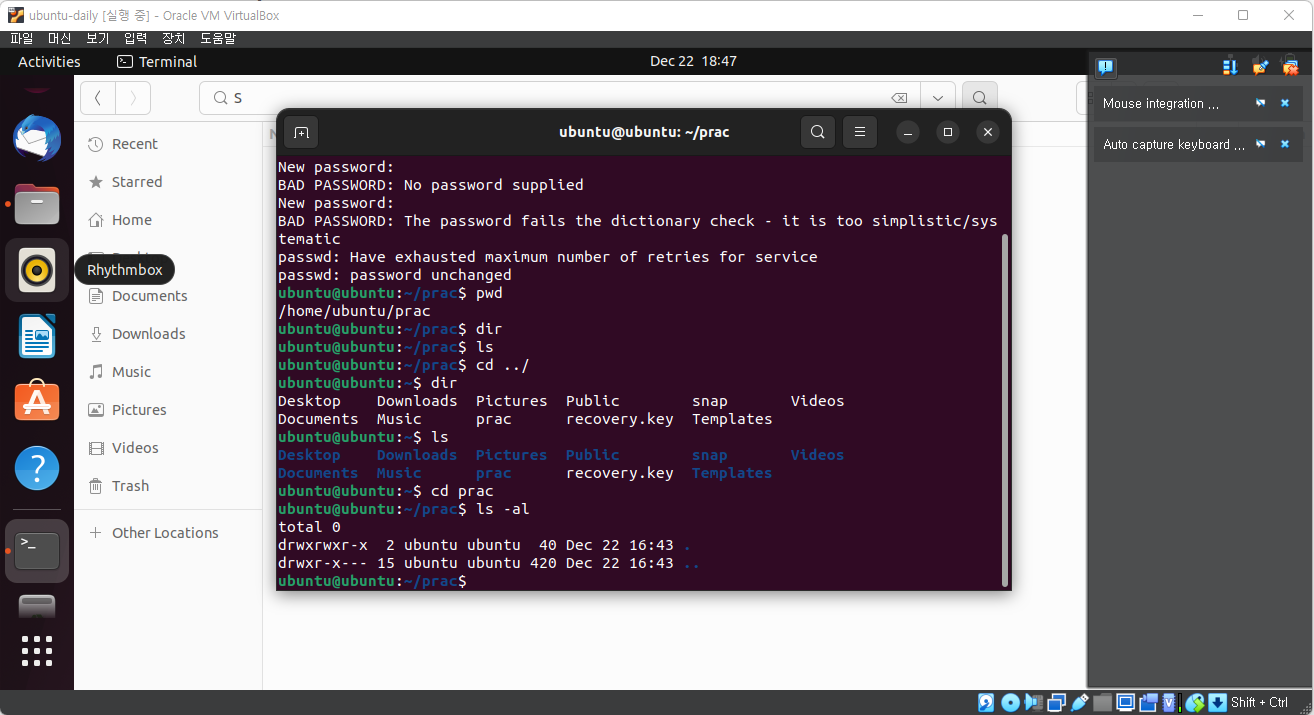 ubuntu-daily [실행 중] - Oracle VM VirtualBox
파일 머신 보기 입력 장치 도움말
Activities Terminal Dec 22 18:47
S
Mouse integration ...
Auto capture keyboard ...
Recent
Starred
Home
Documents
Downloads
Music
Pictures
Videos
Trash
Other Locations
Rhythmbox
ubuntu@ubuntu: ~/prac
New password:
BAD PASSWORD: No password supplied
New password:
BAD PASSWORD: The password fails the dictionary check - it is too simplistic/sys
tematic
passwd: Have exhausted maximum number of retries for service
passwd: password unchanged
ubuntu@ubuntu:~/prac$ pwd
/home/ubuntu/prac
ubuntu@ubuntu:~/prac$ dir
ubuntu@ubuntu:~/prac$ ls
ubuntu@ubuntu:~/prac$ cd ../
ubuntu@ubuntu:~$ dir
Desktop Downloads Pictures Public snap Videos
Documents Music prac recovery.key Templates
ubuntu@ubuntu:~$ ls
Desktop Downloads Pictures Public snap Videos
Documents Music prac recovery.key Templates
ubuntu@ubuntu:~$ cd prac
ubuntu@ubuntu:~/prac$ ls -al
total 0
drwxrwxr-x 2 ubuntu ubuntu 40 Dec 22 16:43 .
drwxr-x--- 15 ubuntu ubuntu 420 Dec 22 16:43 ..
ubuntu@ubuntu:~/prac$
Shift + Ctrl